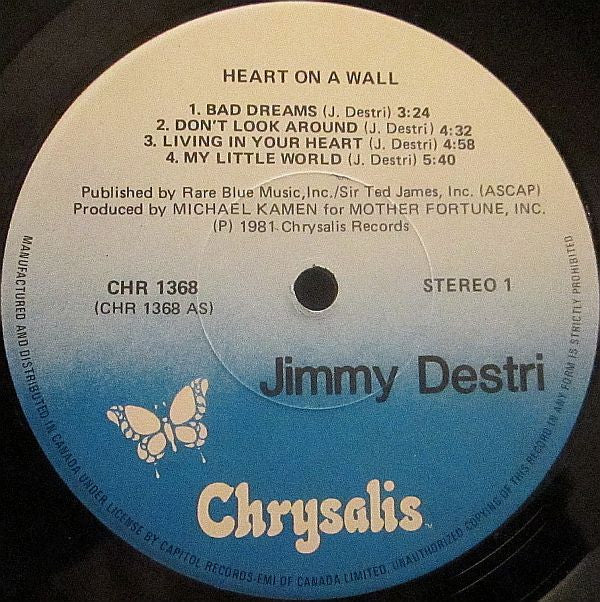 HEART ON A WALL
1. BAD DREAMS (J. Destri) 3:24
2. DON'T LOOK AROUND (J. Destri) 4:32
3. LIVING IN YOUR HEART (J. Destri) 4:58
4. MY LITTLE WORLD (J. Destri) 5:40
Published by Rare Blue Music,Inc./Sir Ted James, Inc. (ASCAP)
Produced by MICHAEL KAMEN for MOTHER FORTUNE, INC.
(P) 1981 Chrysalis Records
CHR 1368
(CHR 1368 AS)
STEREO 1
Jimmy Destri
Chrysalis™
MANUFACTURED AND DISTRIBUTED IN CANADA UNDER LICENSE BY CAPITOL RECORDS-EMI OF CANADA LIMITED. UNAUTHORIZED COPYING OF THIS RECORD IN ANY FORM IS STRICTLY PROHIBITED